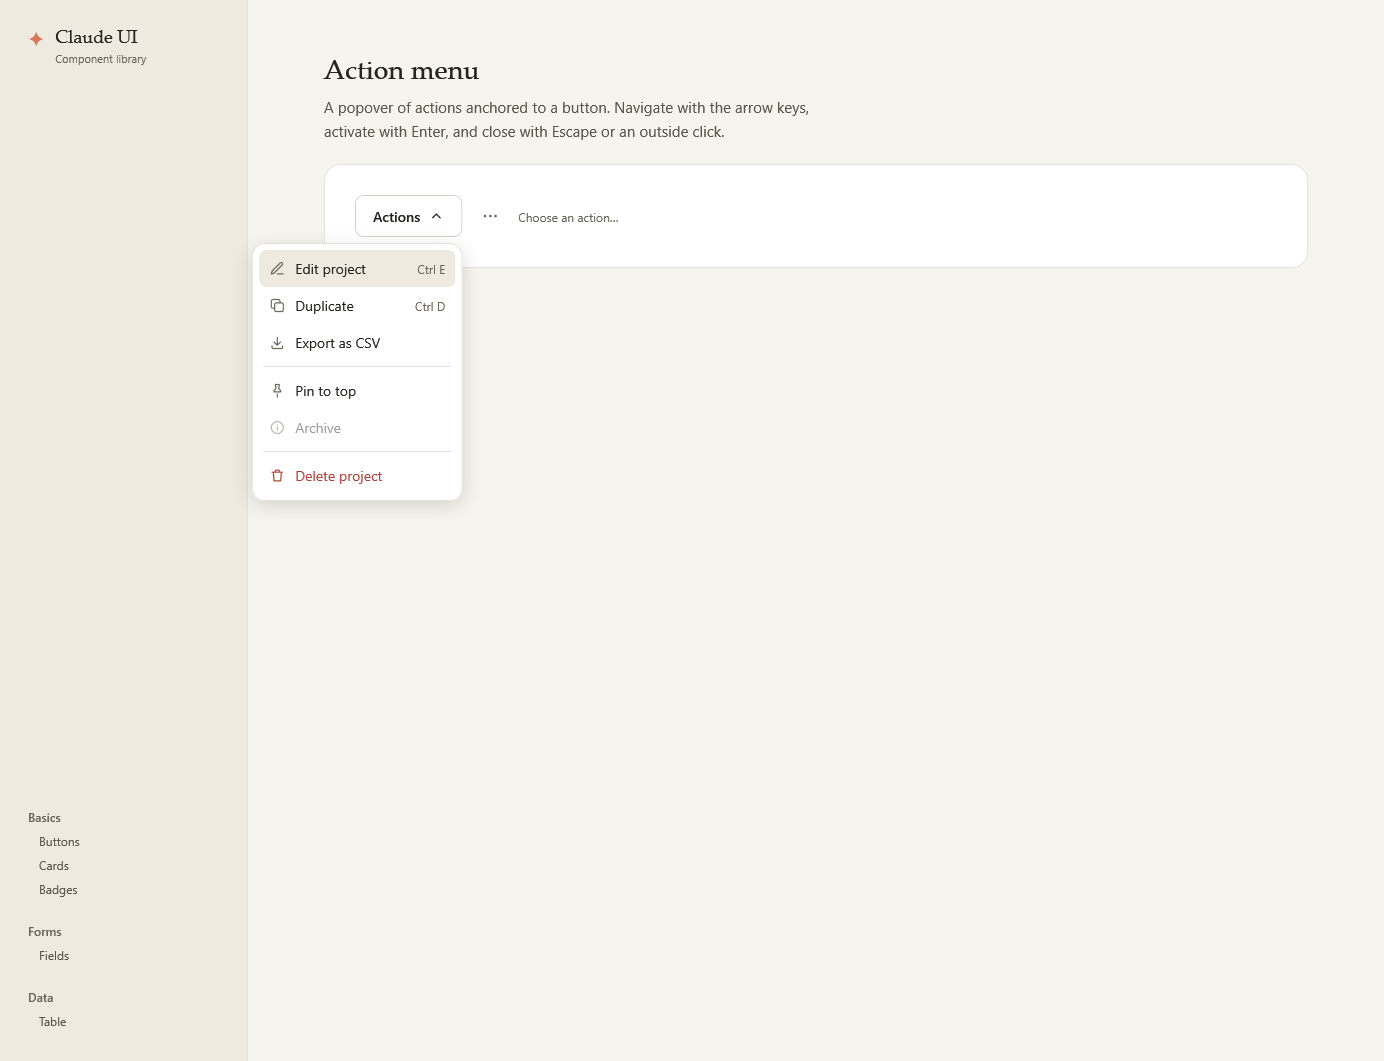 Claude UI
Component library
Basics
Buttons
Cards
Badges
Forms
Fields
Data
Table
Action menu
A popover of actions anchored to a button. Navigate with the arrow keys,
activate with Enter, and close with Escape or an outside click.
Actions
Choose an action...
Edit project Ctrl E
Duplicate Ctrl D
Export as CSV
Pin to top
Archive
Delete project